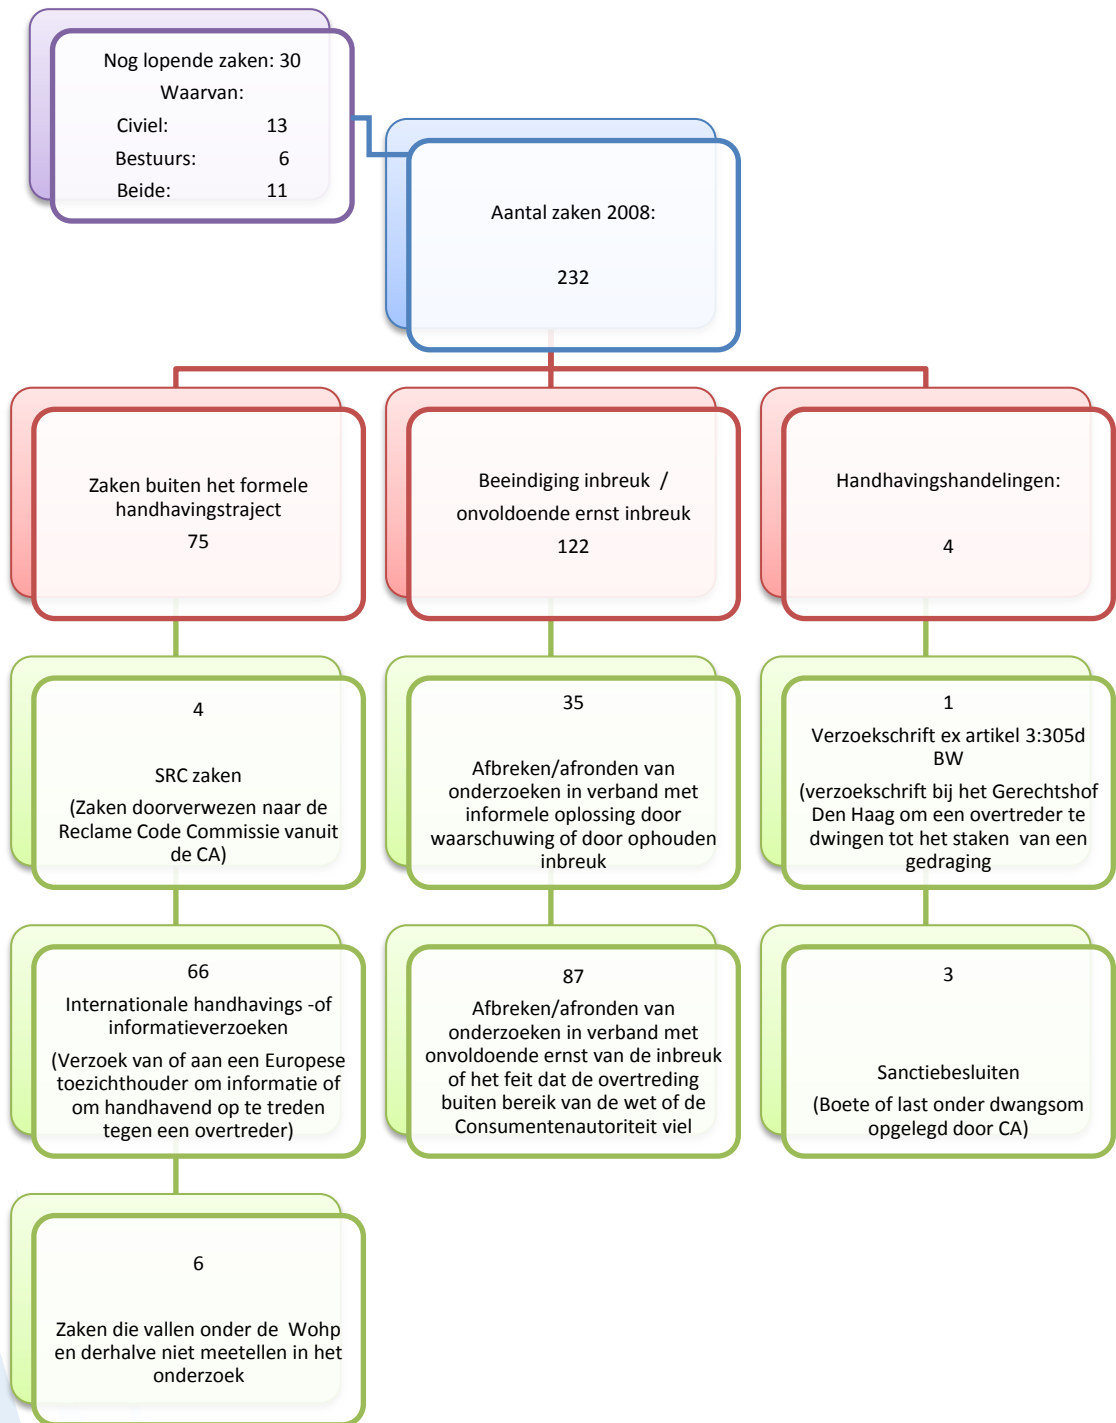 Nog lopende zaken: 30
Waarvan:
Civiel: 13
Bestuurs: 6
Beide: 11
Aantal zaken 2008:
232
Zaken buiten het formele
handhavingstraject
75
Beeindiging inbreuk /
onvoldoende ernst inbreuk
122
Handhavingshandelingen:
4
4
SRC zaken
(Zaken doorverwezen naar de
Reclame Code Commissie vanuit
de CA)
35
Afbreken/afronden van
onderzoeken in verband met
informele oplossing door
waarschuwing of door ophouden
inbreuk
1
Verzoekschrift ex artikel 3:305d
BW
(verzoekschrift bij het Gerechtshof
Den Haag om een overtreder te
dwingen tot het staken van een
gedraging
66
Internationale handhavings -of
informatieverzoeken
(Verzoek van of aan een Europese
toezichthouder om informatie of
om handhavend op te treden
tegen een overtreder)
87
Afbreken/afronden van
onderzoeken in verband met
onvoldoende ernst van de inbreuk
of het feit dat de overtreding
buiten bereik van de wet of de
Consumentenautoriteit viel
3
Sanctiebesluiten
(Boete of last onder dwangsom
opgelegd door CA)
6
Zaken die vallen onder de Wohp
en derhalve niet meetellen in het
onderzoek